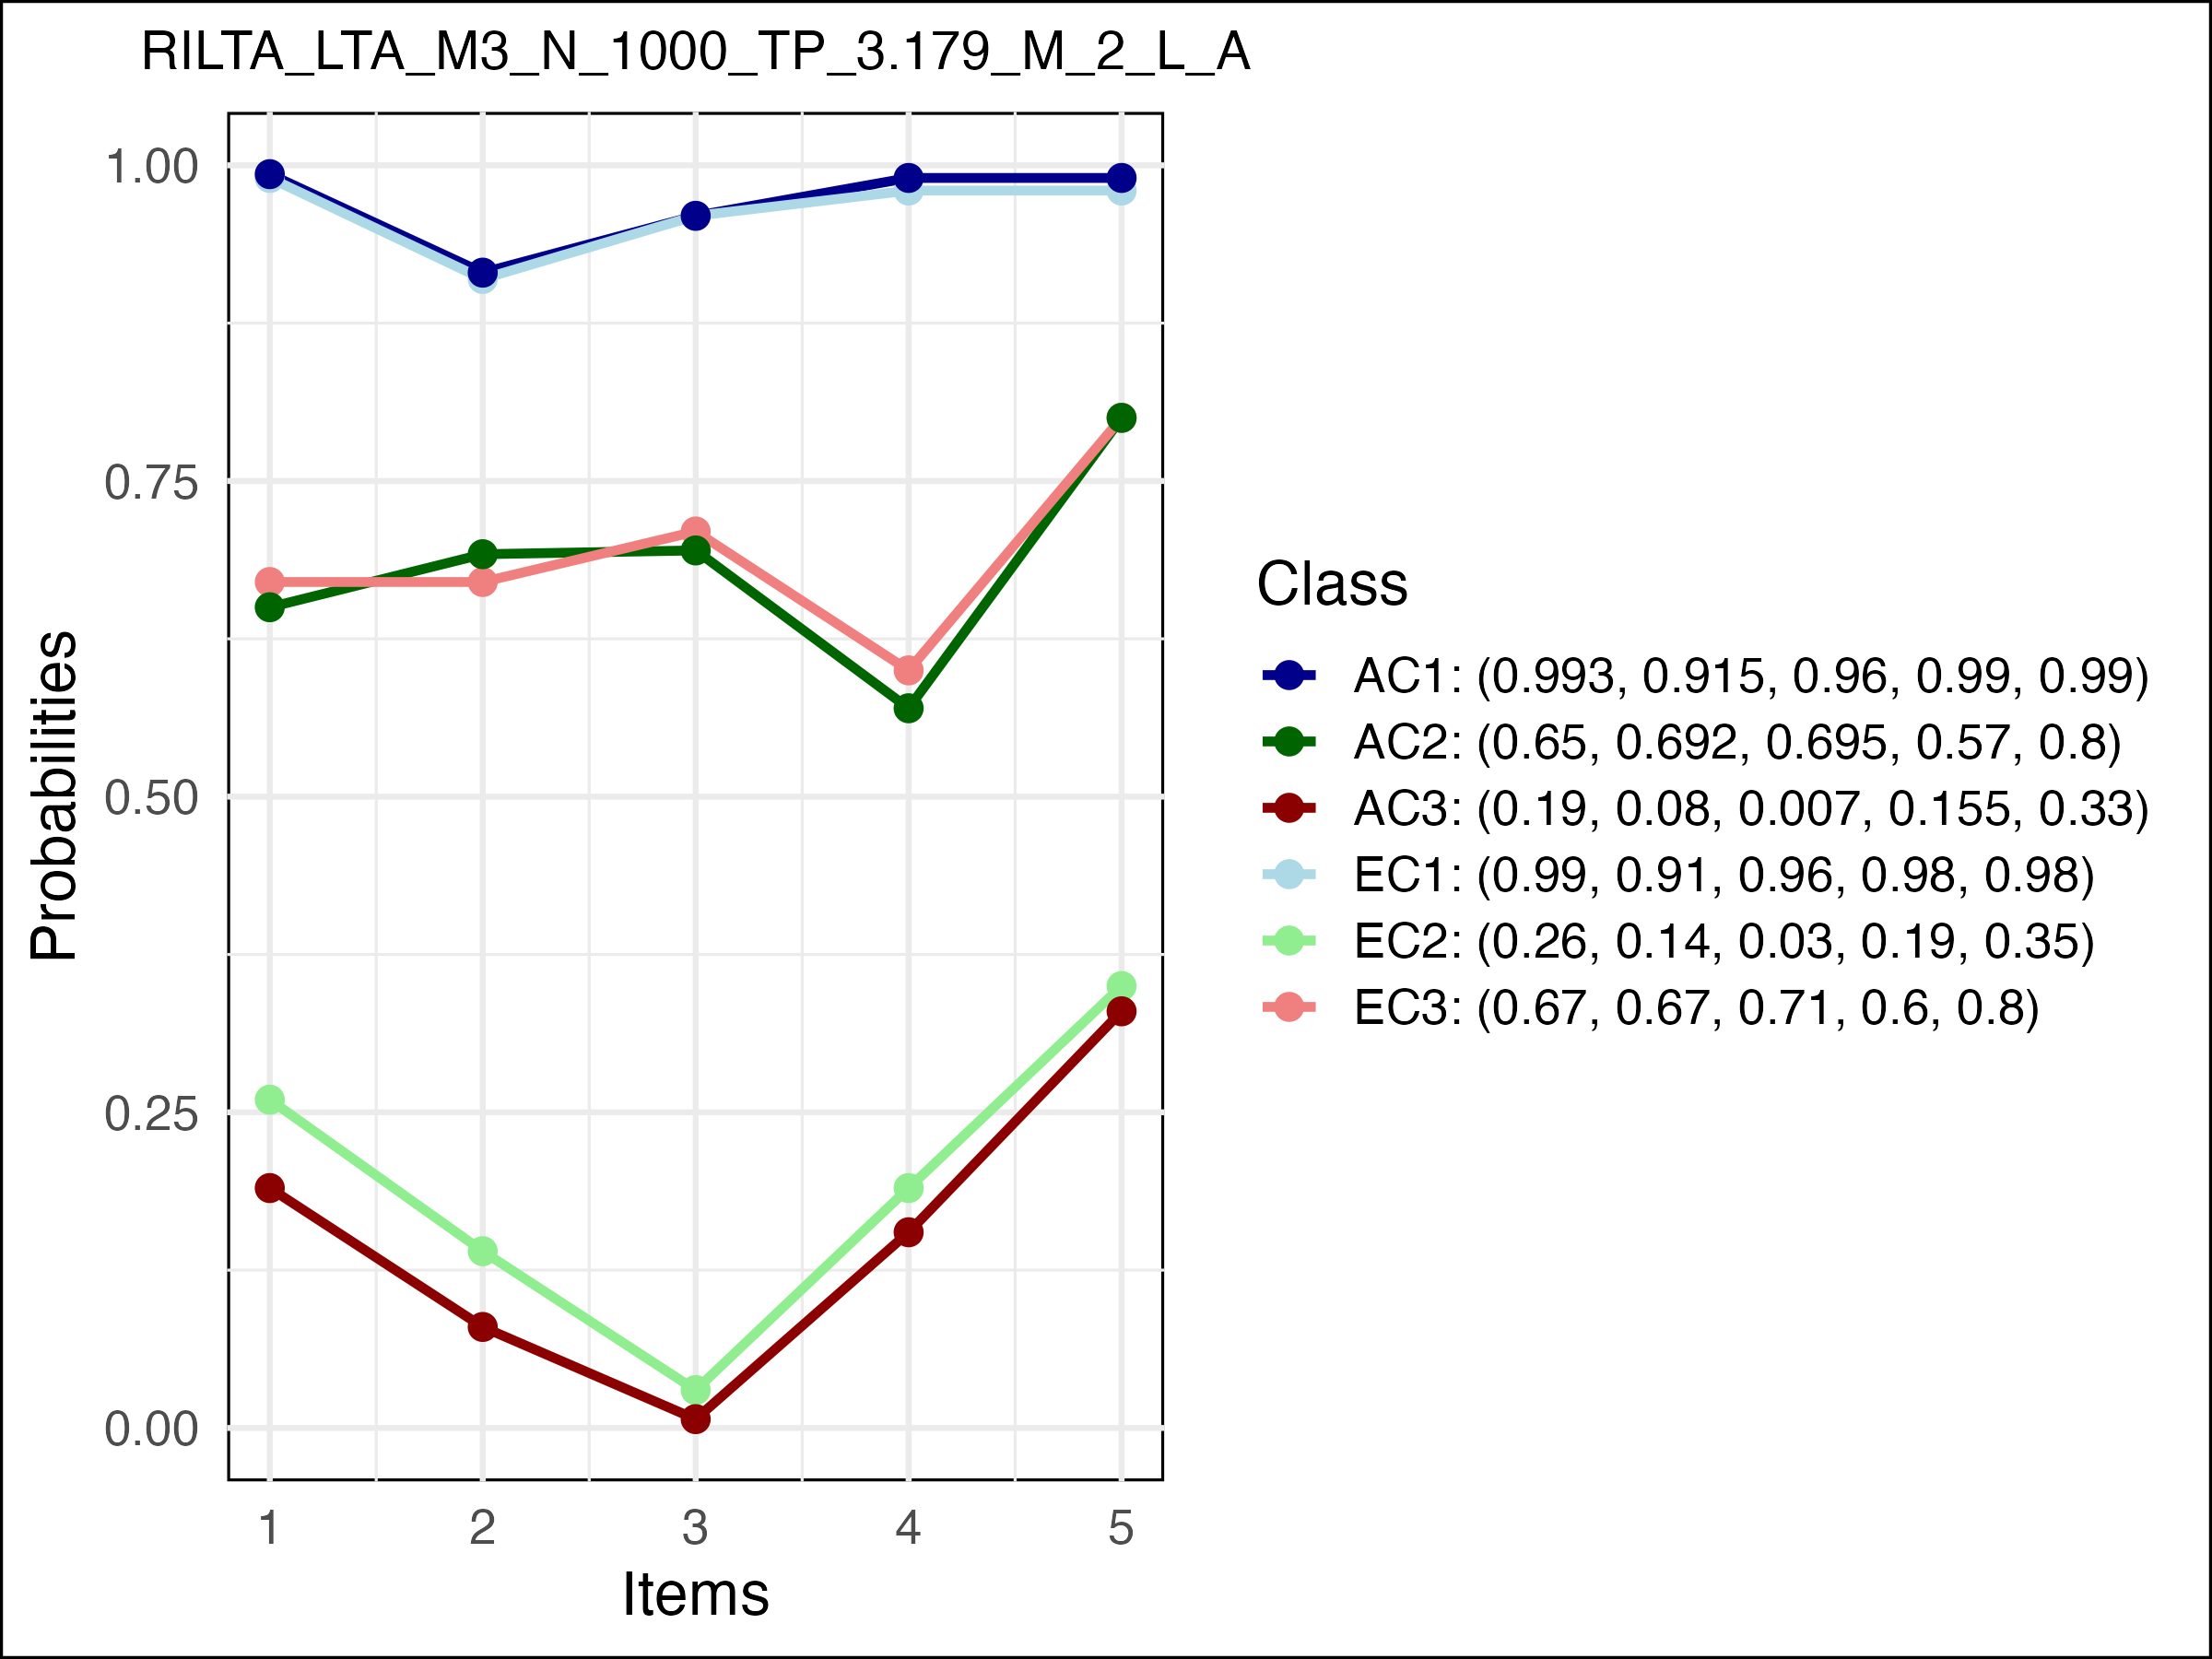 RILTA_LTA_M3_N_1000_TP_3.179_M_2_L_A
1.00
0.75
0.50
0.25
0.00
Probabilities
1 2 3 4 5
Items
Class
AC1: (0.993, 0.915, 0.96, 0.99, 0.99)
AC2: (0.65, 0.692, 0.695, 0.57, 0.8)
AC3: (0.19, 0.08, 0.007, 0.155, 0.33)
EC1: (0.99, 0.91, 0.96, 0.98, 0.98)
EC2: (0.26, 0.14, 0.03, 0.19, 0.35)
EC3: (0.67, 0.67, 0.71, 0.6, 0.8)